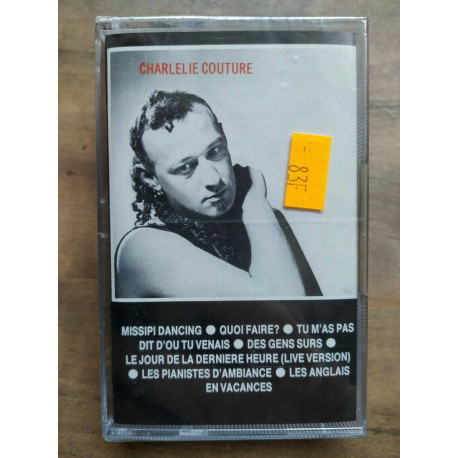 CHARLELIE COUTURE
- 83F -
MISSIPI DANCING ● QUOI FAIRE? ● TU M'AS PAS
DIT D'OU TU VENAIS ● DES GENS SURS ●
LE JOUR DE LA DERNIERE HEURE (LIVE VERSION)
● LES PIANISTES D'AMBIANCE ● LES ANGLAIS
EN VACANCES